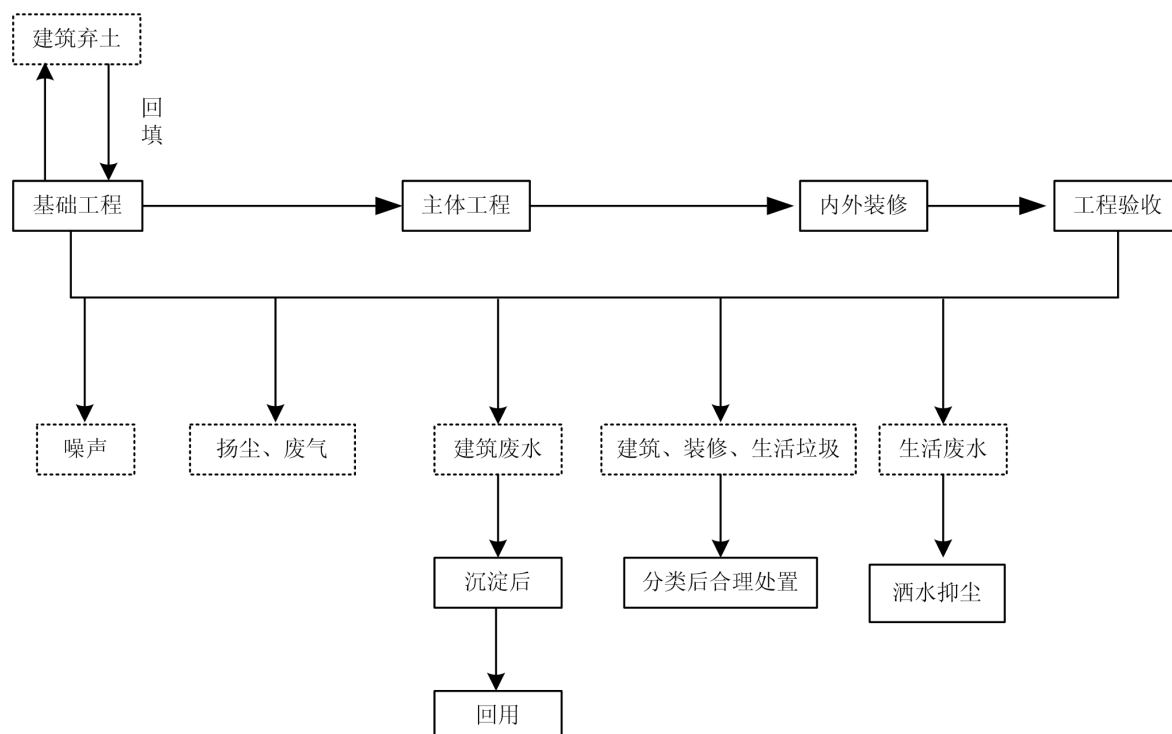 建筑弃土
回
填
基础工程
主体工程
内外装修
工程验收
噪声
扬尘、废气
建筑废水
建筑、装修、生活垃圾
生活废水
沉淀后
分类后合理处置
洒水抑尘
回用